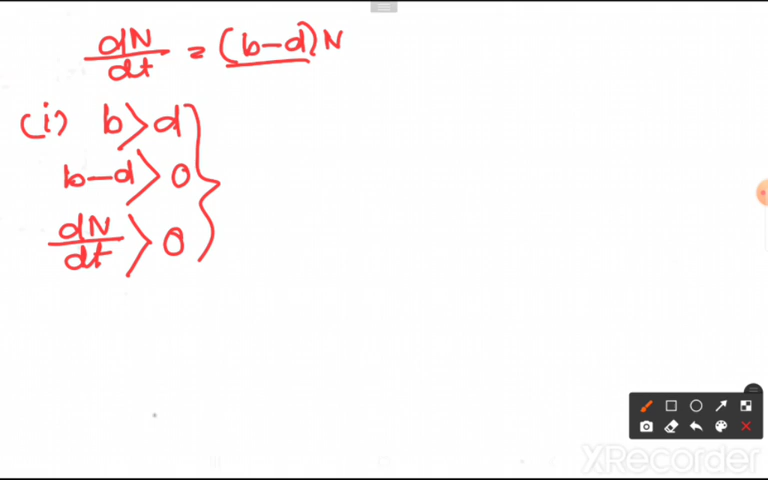 dN/dt = (b-d)N
(i) b>d
b-d>0
dN/dt > 0
XRecorder